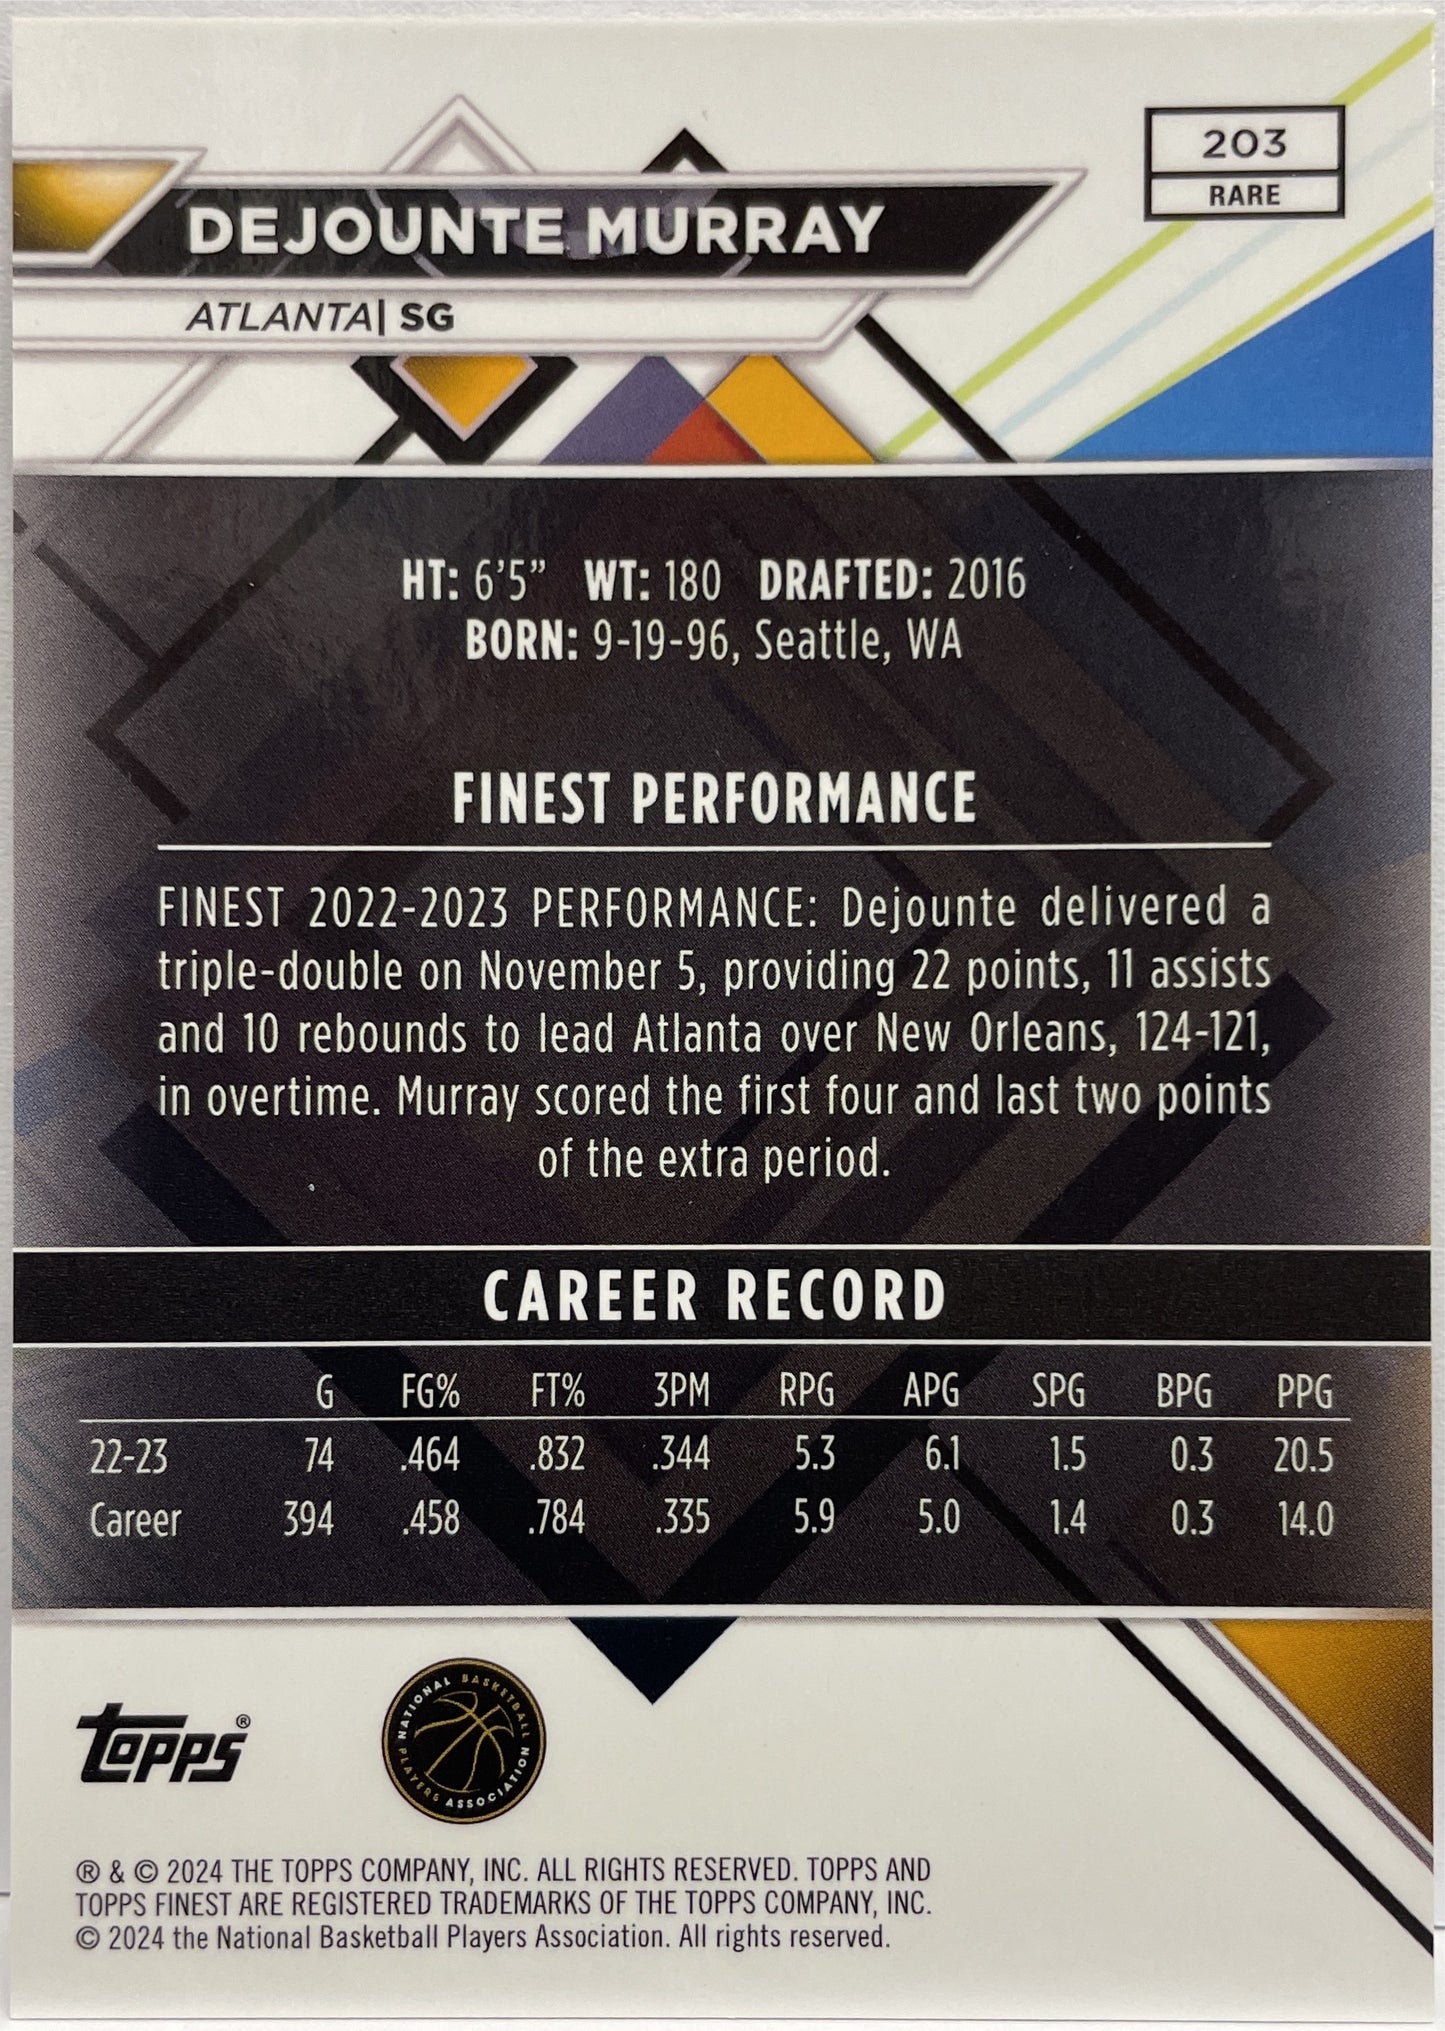 203
RARE
DEJOUNTE MURRAY
ATLANTA| SG
HT: 6'5" WT: 180 DRAFTED: 2016
BORN: 9-19-96, Seattle, WA
FINEST PERFORMANCE
FINEST 2022-2023 PERFORMANCE: Dejounte delivered a
triple-double on November 5, providing 22 points, 11 assists
and 10 rebounds to lead Atlanta over New Orleans, 124-121,
in overtime. Murray scored the first four and last two points
of the extra period.
CAREER RECORD
G FG% FT% 3PM RPG APG SPG BPG PPG
22-23 74 .464 .832 .344 5.3 6.1 1.5 0.3 20.5
Career 394 .458 .784 .335 5.9 5.0 1.4 0.3 14.0
topps®
NATIONAL BASKETBALL PLAYERS ASSOCIATION
® & © 2024 THE TOPPS COMPANY, INC. ALL RIGHTS RESERVED. TOPPS AND
TOPPS FINEST ARE REGISTERED TRADEMARKS OF THE TOPPS COMPANY, INC.
© 2024 the National Basketball Players Association. All rights reserved.